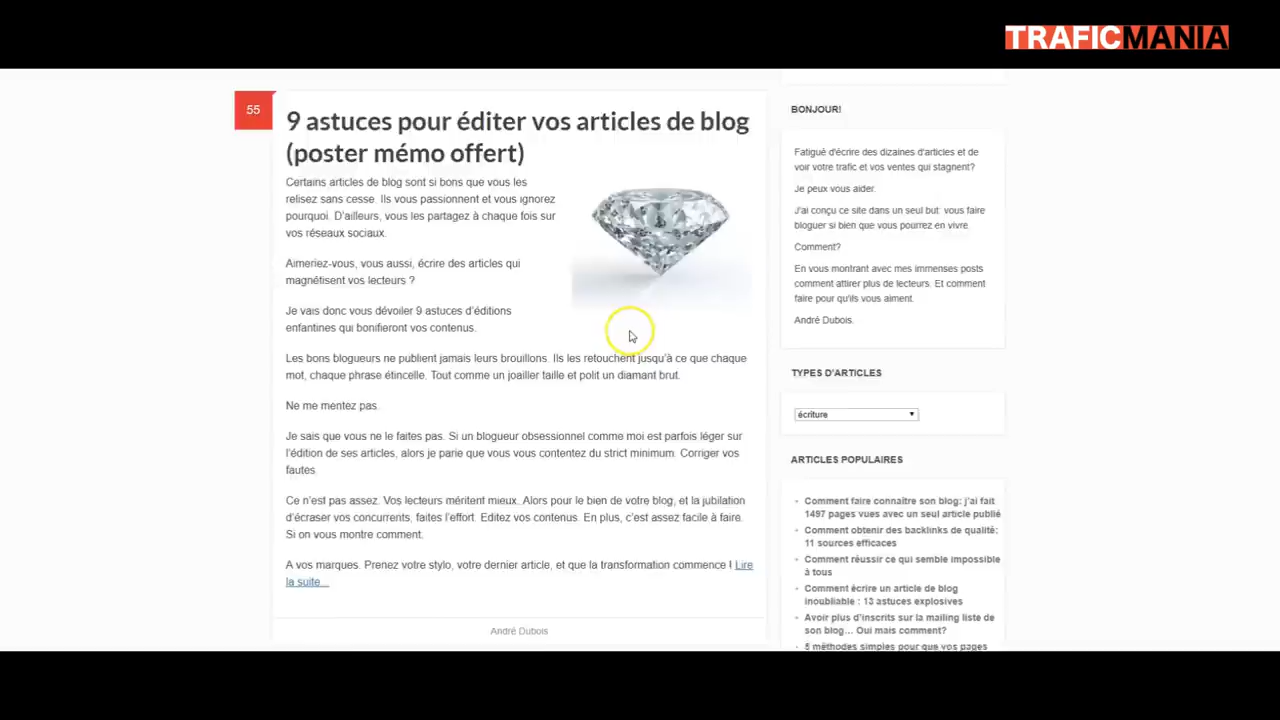 TRAFICMANIA
55
9 astuces pour éditer vos articles de blog
(poster mémo offert)
Certains articles de blog sont si bons que vous les
relisez sans cesse. Ils vous passionnent et vous ignorez
pourquoi. D'ailleurs, vous les partagez à chaque fois sur
vos réseaux sociaux.
Aimeriez-vous, vous aussi, écrire des articles qui
magnétisent vos lecteurs ?
Je vais donc vous dévoiler 9 astuces d'éditions
enfantines qui bonifieront vos contenus.
Les bons blogueurs ne publient jamais leurs brouillons. Ils les retouchent jusqu'à ce que chaque
mot, chaque phrase étincelle. Tout comme un joailler taille et polit un diamant brut.
Ne me mentez pas.
Je sais que vous ne le faites pas. Si un blogueur obsessionnel comme moi est parfois léger sur
l'édition de ses articles, alors je parie que vous vous contentez du strict minimum. Corriger vos
fautes.
Ce n'est pas assez. Vos lecteurs méritent mieux. Alors pour le bien de votre blog, et la jubilation
d'écraser vos concurrents, faites l'effort. Editez vos contenus. En plus, c'est assez facile à faire.
Si on vous montre comment.
A vos marques. Prenez votre stylo, votre dernier article, et que la transformation commence ! Lire
la suite...
André Dubois
BONJOUR!
Fatigué d'écrire des dizaines d'articles et de
voir votre trafic et vos ventes qui stagnent?
Je peux vous aider.
J'ai conçu ce site dans un seul but: vous faire
bloguer si bien que vous pourrez en vivre.
Comment?
En vous montrant avec mes immenses posts
comment attirer plus de lecteurs. Et comment
faire pour qu'ils vous aiment.
André Dubois.
TYPES D'ARTICLES
écriture
ARTICLES POPULAIRES
Comment faire connaître son blog: j'ai fait
1497 pages vues avec un seul article publié
Comment obtenir des backlinks de qualité:
11 sources efficaces
Comment réussir ce qui semble impossible
à tous
Comment écrire un article de blog
inoubliable : 13 astuces explosives
Avoir plus d'inscrits sur la mailing liste de
son blog… Oui mais comment?
5 méthodes simples pour que vos pages